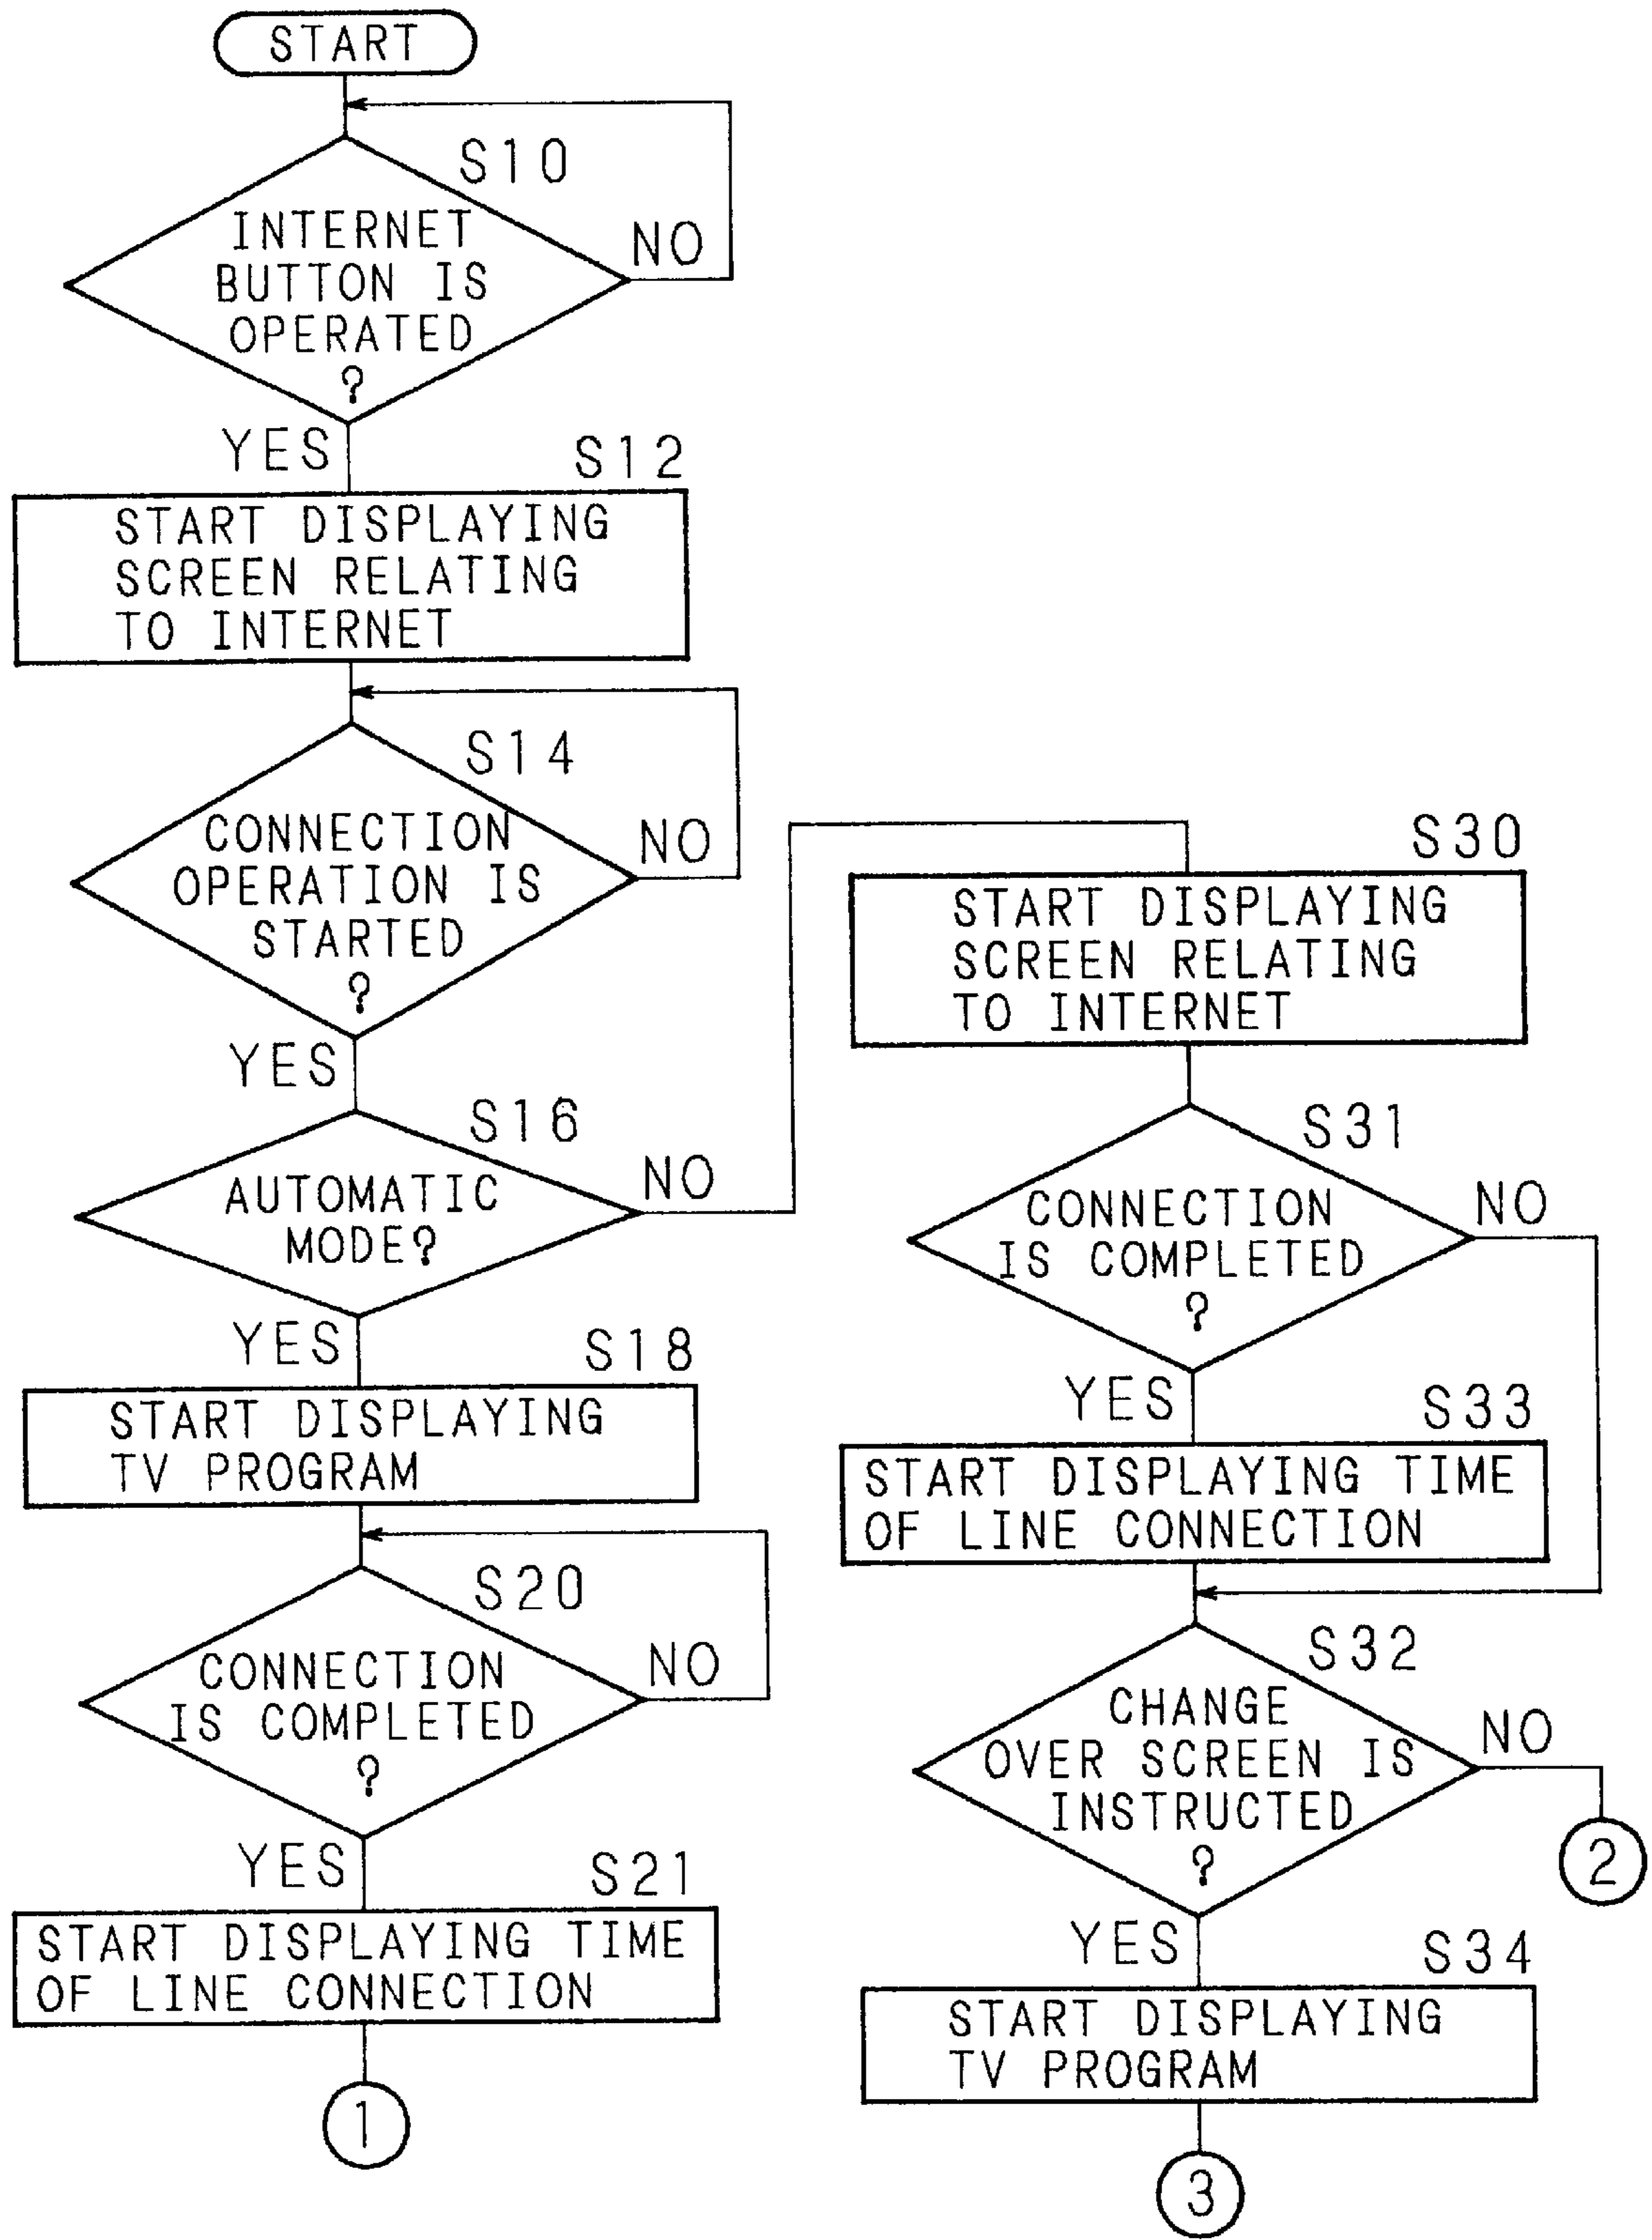 START
S10
INTERNET
BUTTON IS
OPERATED
?
NO
YES
S12
START DISPLAYING
SCREEN RELATING
TO INTERNET
S14
CONNECTION
OPERATION IS
STARTED
?
NO
YES
S16
AUTOMATIC
MODE?
NO
YES
S18
START DISPLAYING
TV PROGRAM
S20
CONNECTION
IS COMPLETED
?
NO
YES
S21
START DISPLAYING TIME
OF LINE CONNECTION
1
S30
START DISPLAYING
SCREEN RELATING
TO INTERNET
S31
CONNECTION
IS COMPLETED
?
NO
YES
S33
START DISPLAYING TIME
OF LINE CONNECTION
S32
CHANGE
OVER SCREEN IS
INSTRUCTED
?
NO
2
YES
S34
START DISPLAYING
TV PROGRAM
3